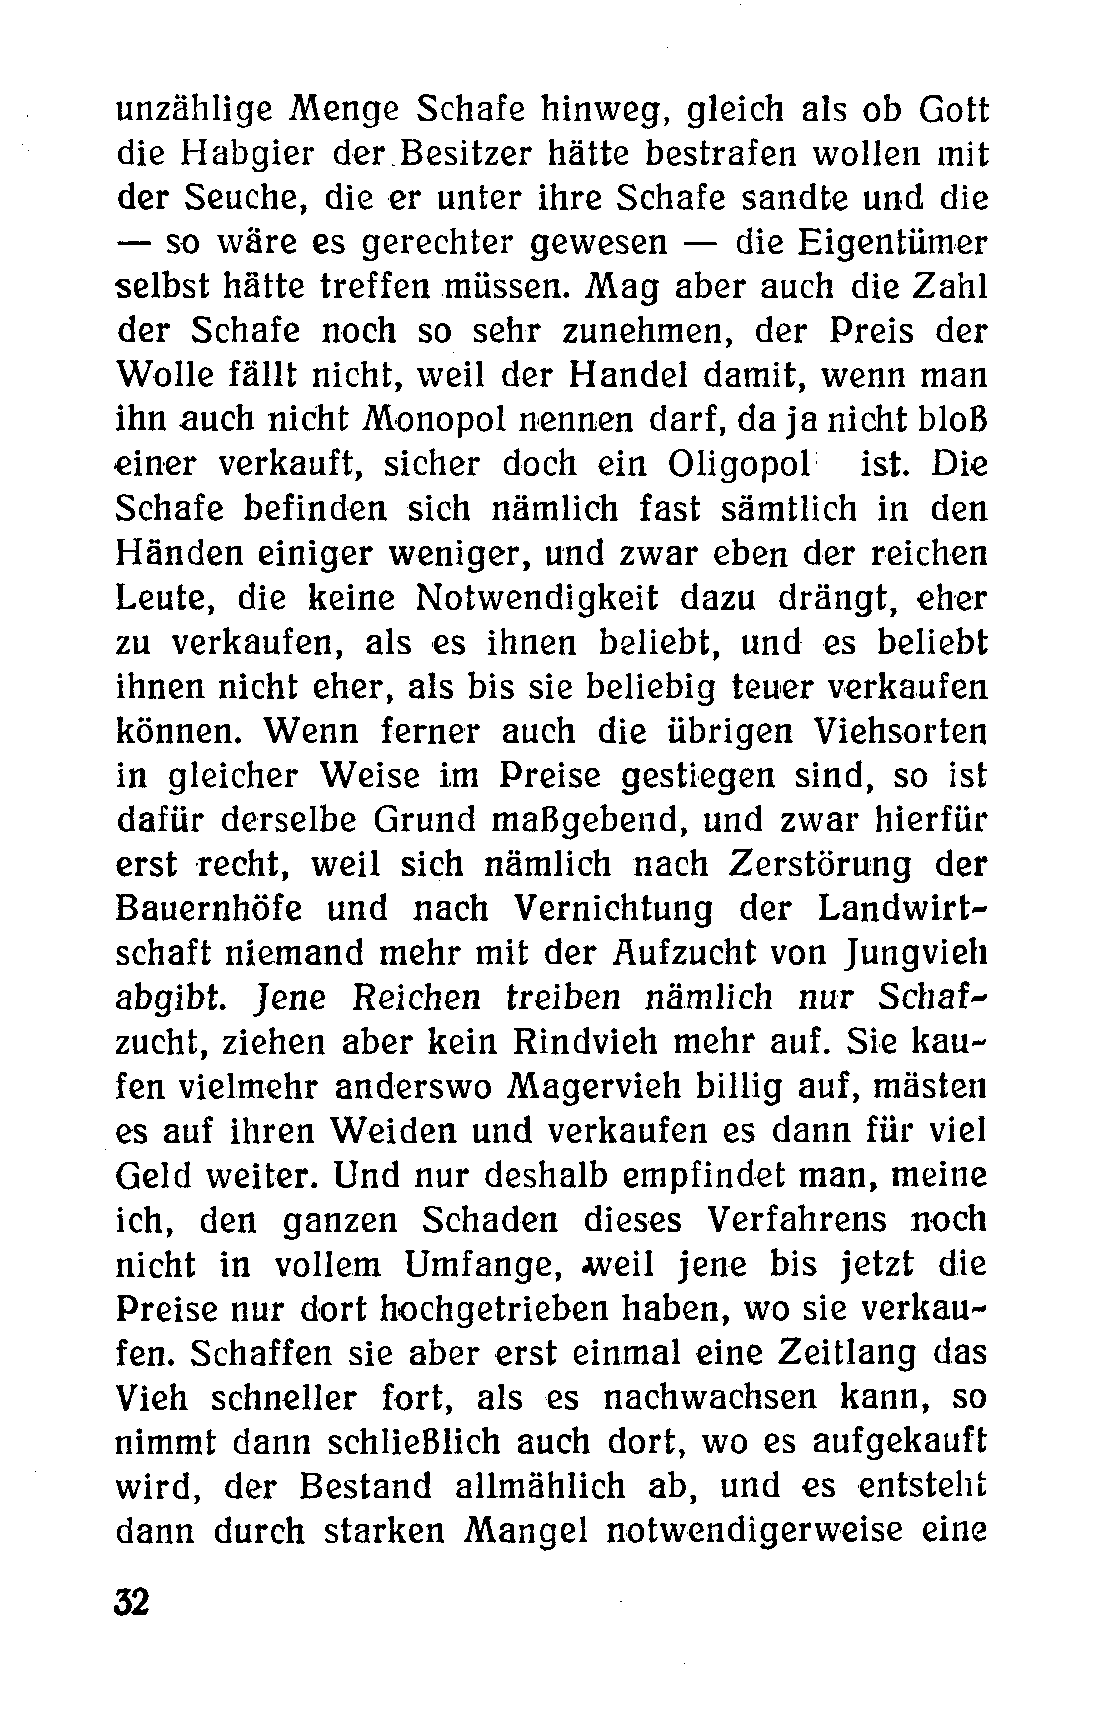 unzählige Menge Schafe hinweg, gleich als ob Gott
die Habgier der Besitzer hätte bestrafen wollen mit
der Seuche, die er unter ihre Schafe sandte und die
— so wäre es gerechter gewesen — die Eigentümer
selbst hätte treffen müssen. Mag aber auch die Zahl
der Schafe noch so sehr zunehmen, der Preis der
Wolle fällt nicht, weil der Handel damit, wenn man
ihn auch nicht Monopol nennen darf, da ja nicht bloß
einer verkauft, sicher doch ein Oligopol ist. Die
Schafe befinden sich nämlich fast sämtlich in den
Händen einiger weniger, und zwar eben der reichen
Leute, die keine Notwendigkeit dazu drängt, eher
zu verkaufen, als es ihnen beliebt, und es beliebt
ihnen nicht eher, als bis sie beliebig teuer verkaufen
können. Wenn ferner auch die übrigen Viehsorten
in gleicher Weise im Preise gestiegen sind, so ist
dafür derselbe Grund maßgebend, und zwar hierfür
erst recht, weil sich nämlich nach Zerstörung der
Bauernhöfe und nach Vernichtung der Landwirt-
schaft niemand mehr mit der Aufzucht von Jungvieh
abgibt. Jene Reichen treiben nämlich nur Schaf-
zucht, ziehen aber kein Rindvieh mehr auf. Sie kau-
fen vielmehr anderswo Magervieh billig auf, mästen
es auf ihren Weiden und verkaufen es dann für viel
Geld weiter. Und nur deshalb empfindet man, meine
ich, den ganzen Schaden dieses Verfahrens noch
nicht in vollem Umfange, weil jene bis jetzt die
Preise nur dort hochgetrieben haben, wo sie verkau-
fen. Schaffen sie aber erst einmal eine Zeitlang das
Vieh schneller fort, als es nachwachsen kann, so
nimmt dann schließlich auch dort, wo es aufgekauft
wird, der Bestand allmählich ab, und es entsteht
dann durch starken Mangel notwendigerweise eine
32